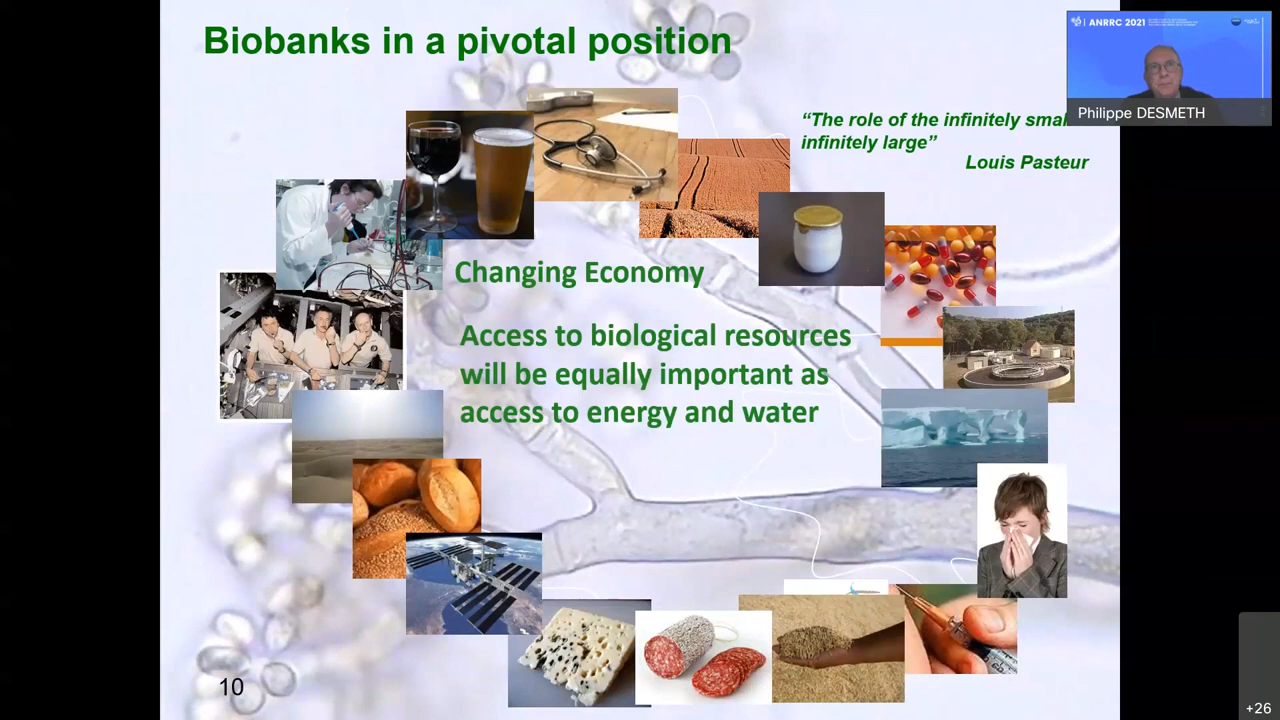 Biobanks in a pivotal position
ANRRC 2021
Philippe DESMETH
“The role of the infinitely
infinitely large”
Louis Pasteur
Changing Economy
Access to biological resources
will be equally important as
access to energy and water
10
+26